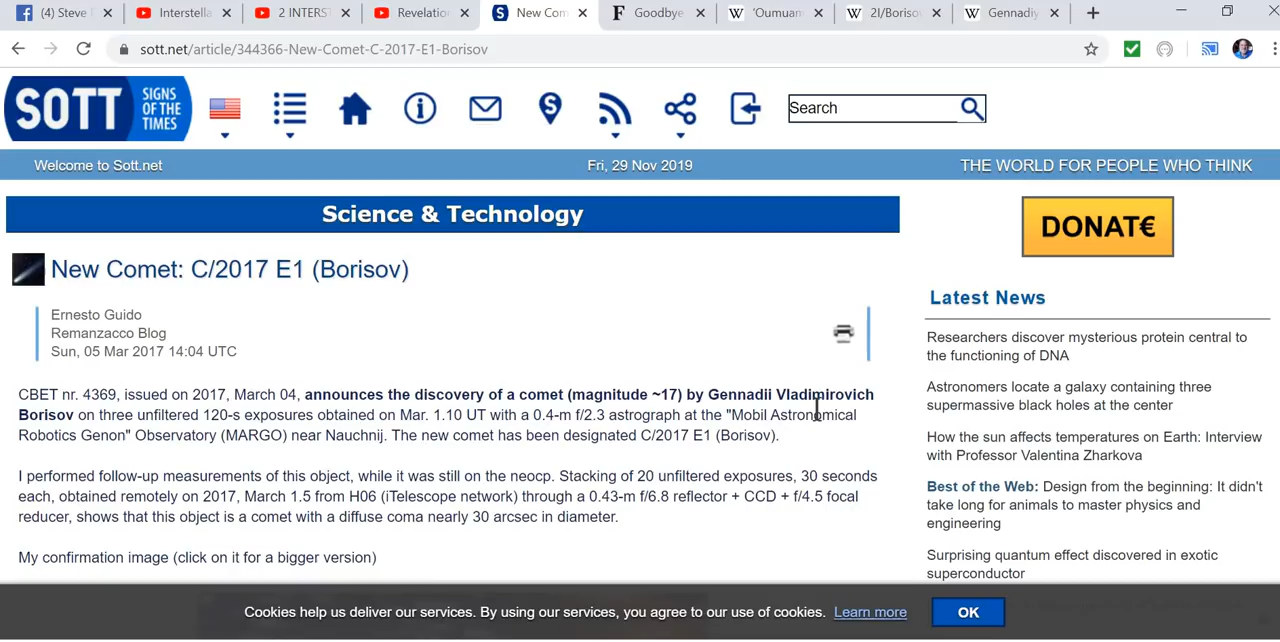 (4) Steve
Interstella
2 INTERS
Revelation
New Com
Goodbye
'Oumuam
2I/Boriso
Gennadiy
sott.net/article/344366-New-Comet-C-2017-E1-Borisov
SOTT SIGNS OF THE TIMES
Search
Welcome to Sott.net
Fri, 29 Nov 2019
THE WORLD FOR PEOPLE WHO THINK
Science & Technology
DONAT€
New Comet: C/2017 E1 (Borisov)
Ernesto Guido
Remanzacco Blog
Sun, 05 Mar 2017 14:04 UTC
CBET nr. 4369, issued on 2017, March 04, announces the discovery of a comet (magnitude ~17) by Gennadii Vladimirovich
Borisov on three unfiltered 120-s exposures obtained on Mar. 1.10 UT with a 0.4-m f/2.3 astrograph at the "Mobil Astronomical
Robotics Genon" Observatory (MARGO) near Nauchnij. The new comet has been designated C/2017 E1 (Borisov).
I performed follow-up measurements of this object, while it was still on the neocp. Stacking of 20 unfiltered exposures, 30 seconds
each, obtained remotely on 2017, March 1.5 from H06 (iTelescope network) through a 0.43-m f/6.8 reflector + CCD + f/4.5 focal
reducer, shows that this object is a comet with a diffuse coma nearly 30 arcsec in diameter.
My confirmation image (click on it for a bigger version)
Latest News
Researchers discover mysterious protein central to
the functioning of DNA
Astronomers locate a galaxy containing three
supermassive black holes at the center
How the sun affects temperatures on Earth: Interview
with Professor Valentina Zharkova
Best of the Web: Design from the beginning: It didn't
take long for animals to master physics and
engineering
Surprising quantum effect discovered in exotic
superconductor
Cookies help us deliver our services. By using our services, you agree to our use of cookies. Learn more
OK